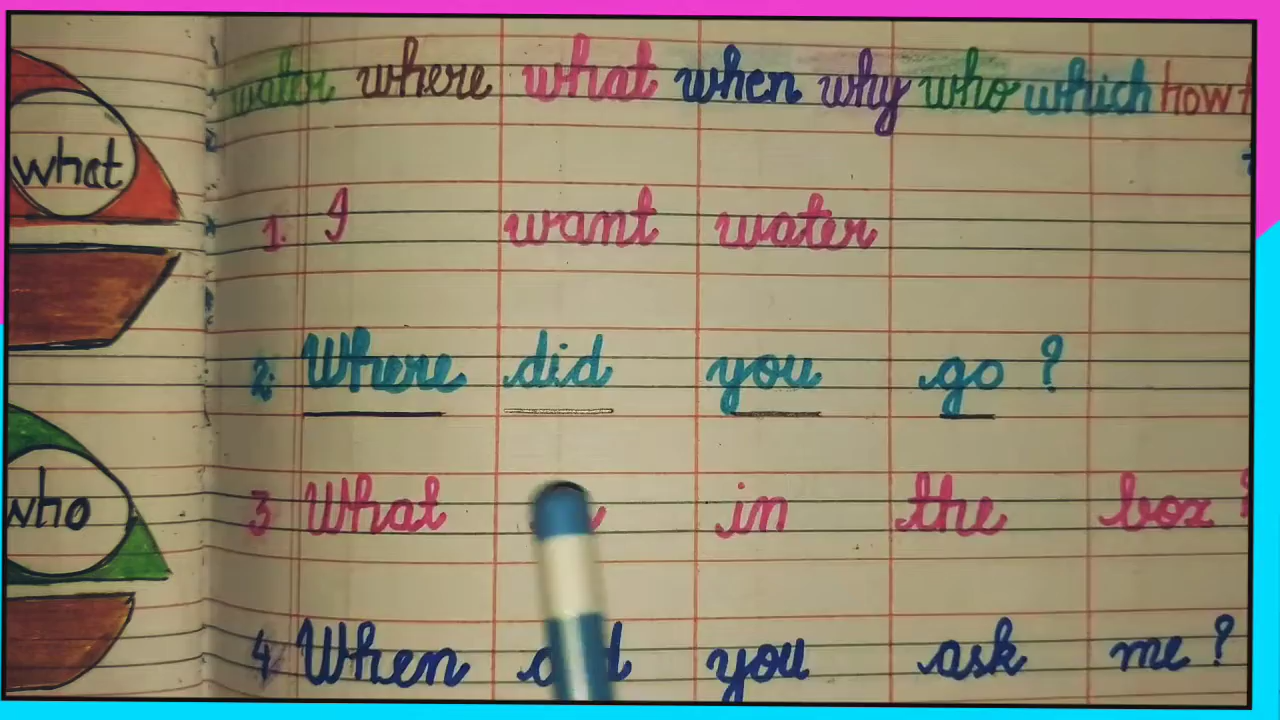 water where what when why who which how
what
1. I want water
2. Where did you go ?
3 What in the box ?
who
4. When did you ask me ?